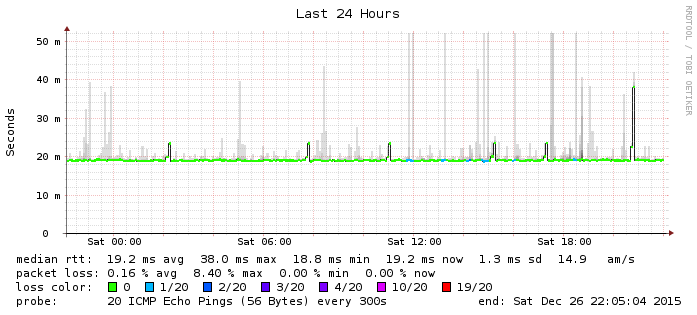 Last 24 Hours
RRDTOOL / TOBI OETIKER
Seconds
50 m
40 m
30 m
20 m
10 m
0
Sat 00:00 Sat 06:00 Sat 12:00 Sat 18:00
median rtt: 19.2 ms avg 38.0 ms max 18.8 ms min 19.2 ms now 1.3 ms sd 14.9 am/s
packet loss: 0.16 % avg 8.40 % max 0.00 % min 0.00 % now
loss color: 0 1/20 2/20 3/20 4/20 10/20 19/20
probe: 20 ICMP Echo Pings (56 Bytes) every 300s end: Sat Dec 26 22:05:04 2015